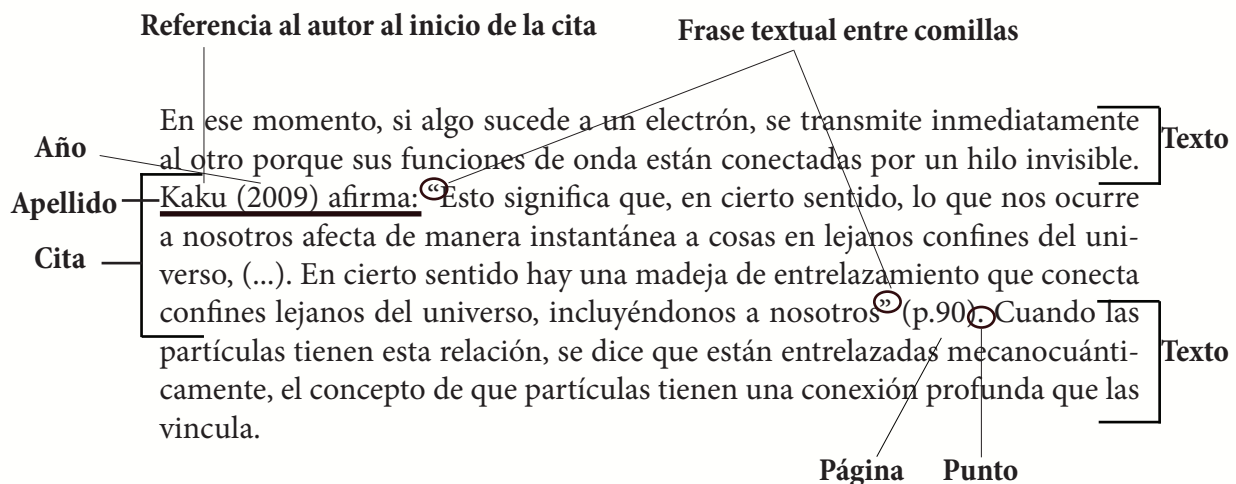 Referencia al autor al inicio de la cita
Frase textual entre comillas
En ese momento, si algo sucede a un electrón, se transmite inmediatamente
Texto
Año
al otro porque sus funciones de onda están conectadas por un hilo invisible.
Apellido
Kaku (2009) afirma: “Esto significa que, en cierto sentido, lo que nos ocurre
a nosotros afecta de manera instantánea a cosas en lejanos confines del uni-
Cita
verso, (...). En cierto sentido hay una madeja de entrelazamiento que conecta
confines lejanos del universo, incluyéndonos a nosotros” (p.90). Cuando las
partículas tienen esta relación, se dice que están entrelazadas mecanocuánti-
Texto
camente, el concepto de que partículas tienen una conexión profunda que las
vincula.
Página
Punto